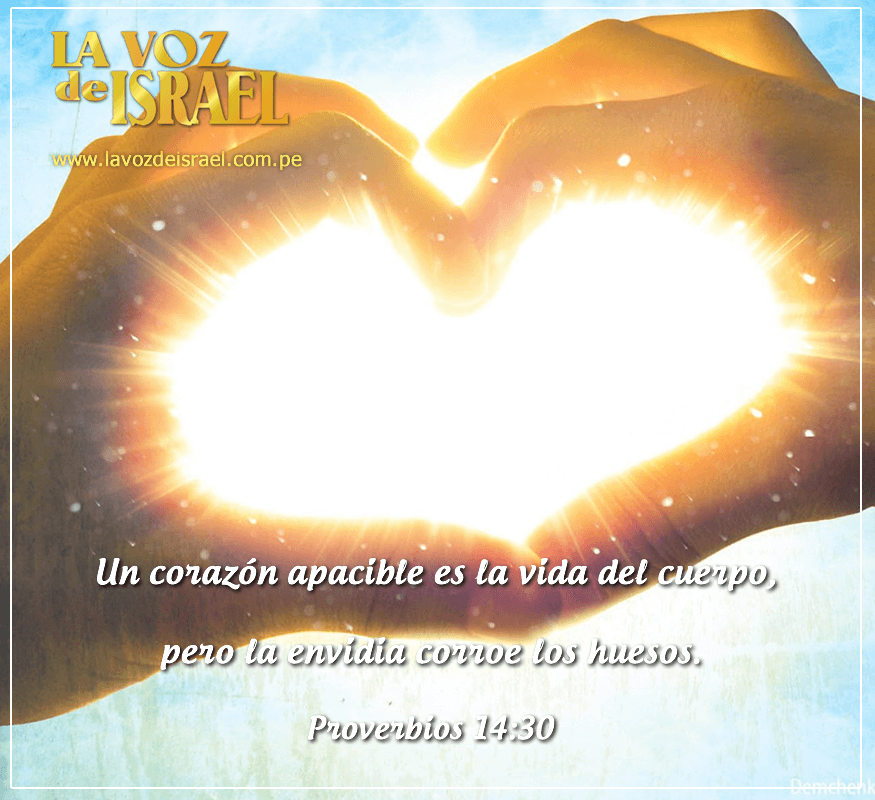 LA VOZ
de ISRAEL
www.lavozdeisrael.com.pe
Un corazón apacible es la vida del cuerpo,
pero la envidia corroe los huesos.
Proverbios 14:30
Demchenk